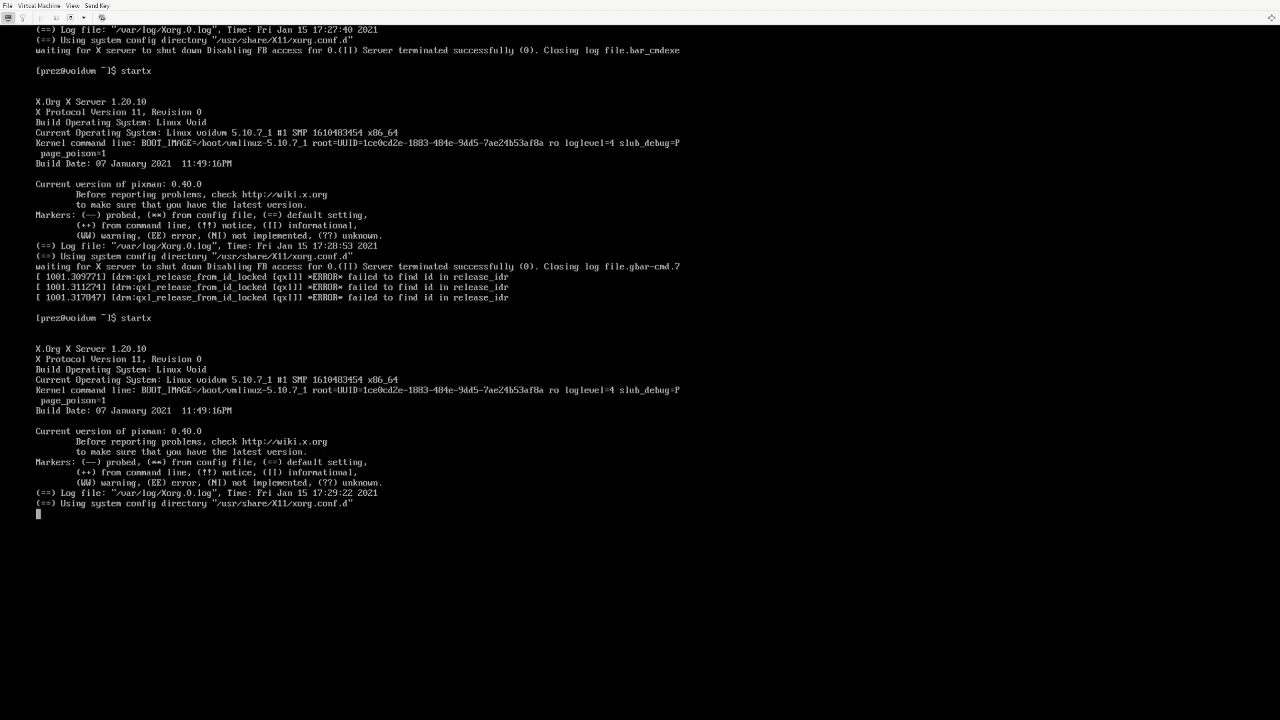 File Virtual Machine View Send Key
(==) Log file: "/var/log/Xorg.0.log", Time: Fri Jan 15 17:27:40 2021
(==) Using system config directory "/usr/share/X11/xorg.conf.d"
waiting for X server to shut down Disabling FB access for 0.(II) Server terminated successfully (0). Closing log file.bar_cmdexe
[prez@voidvm ~]$ startx
X.Org X Server 1.20.10
X Protocol Version 11, Revision 0
Build Operating System: Linux Void
Current Operating System: Linux voidvm 5.10.7_1 #1 SMP 1610483454 x86_64
Kernel command line: BOOT_IMAGE=/boot/vmlinuz-5.10.7_1 root=UUID=1ce0cd2e-1883-484e-9dd5-7ae24b53af8a ro loglevel=4 slub_debug=P
page_poison=1
Build Date: 07 January 2021  11:49:16PM
Current version of pixman: 0.40.0
Before reporting problems, check http://wiki.x.org
to make sure that you have the latest version.
Markers: (--) probed, (**) from config file, (==) default setting,
(++) from command line, (!!) notice, (II) informational,
(WW) warning, (EE) error, (NI) not implemented, (??) unknown.
(==) Log file: "/var/log/Xorg.0.log", Time: Fri Jan 15 17:28:53 2021
(==) Using system config directory "/usr/share/X11/xorg.conf.d"
waiting for X server to shut down Disabling FB access for 0.(II) Server terminated successfully (0). Closing log file.gbar-cmd.7
[ 1001.309771] [drm:qxl_release_from_id_locked [qxl]] *ERROR* failed to find id in release_idr
[ 1001.311274] [drm:qxl_release_from_id_locked [qxl]] *ERROR* failed to find id in release_idr
[ 1001.317847] [drm:qxl_release_from_id_locked [qxl]] *ERROR* failed to find id in release_idr
[prez@voidvm ~]$ startx
X.Org X Server 1.20.10
X Protocol Version 11, Revision 0
Build Operating System: Linux Void
Current Operating System: Linux voidvm 5.10.7_1 #1 SMP 1610483454 x86_64
Kernel command line: BOOT_IMAGE=/boot/vmlinuz-5.10.7_1 root=UUID=1ce0cd2e-1883-484e-9dd5-7ae24b53af8a ro loglevel=4 slub_debug=P
page_poison=1
Build Date: 07 January 2021  11:49:16PM
Current version of pixman: 0.40.0
Before reporting problems, check http://wiki.x.org
to make sure that you have the latest version.
Markers: (--) probed, (**) from config file, (==) default setting,
(++) from command line, (!!) notice, (II) informational,
(WW) warning, (EE) error, (NI) not implemented, (??) unknown.
(==) Log file: "/var/log/Xorg.0.log", Time: Fri Jan 15 17:29:22 2021
(==) Using system config directory "/usr/share/X11/xorg.conf.d"